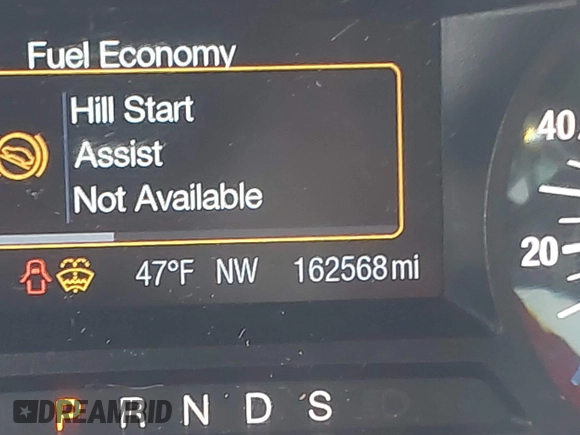 Fuel Economy
Hill Start
Assist
Not Available
40
20
47°F NW 162568 mi
P R N D S
DREAMBID